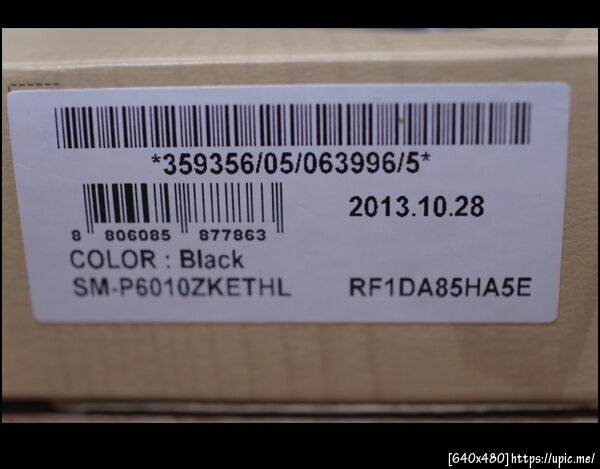 *359356/05/063996/5*
2013.10.28
8 806085 877863
COLOR : Black
SM-P6010ZKETHL RF1DA85HA5E
[640x480]https://upic.me/